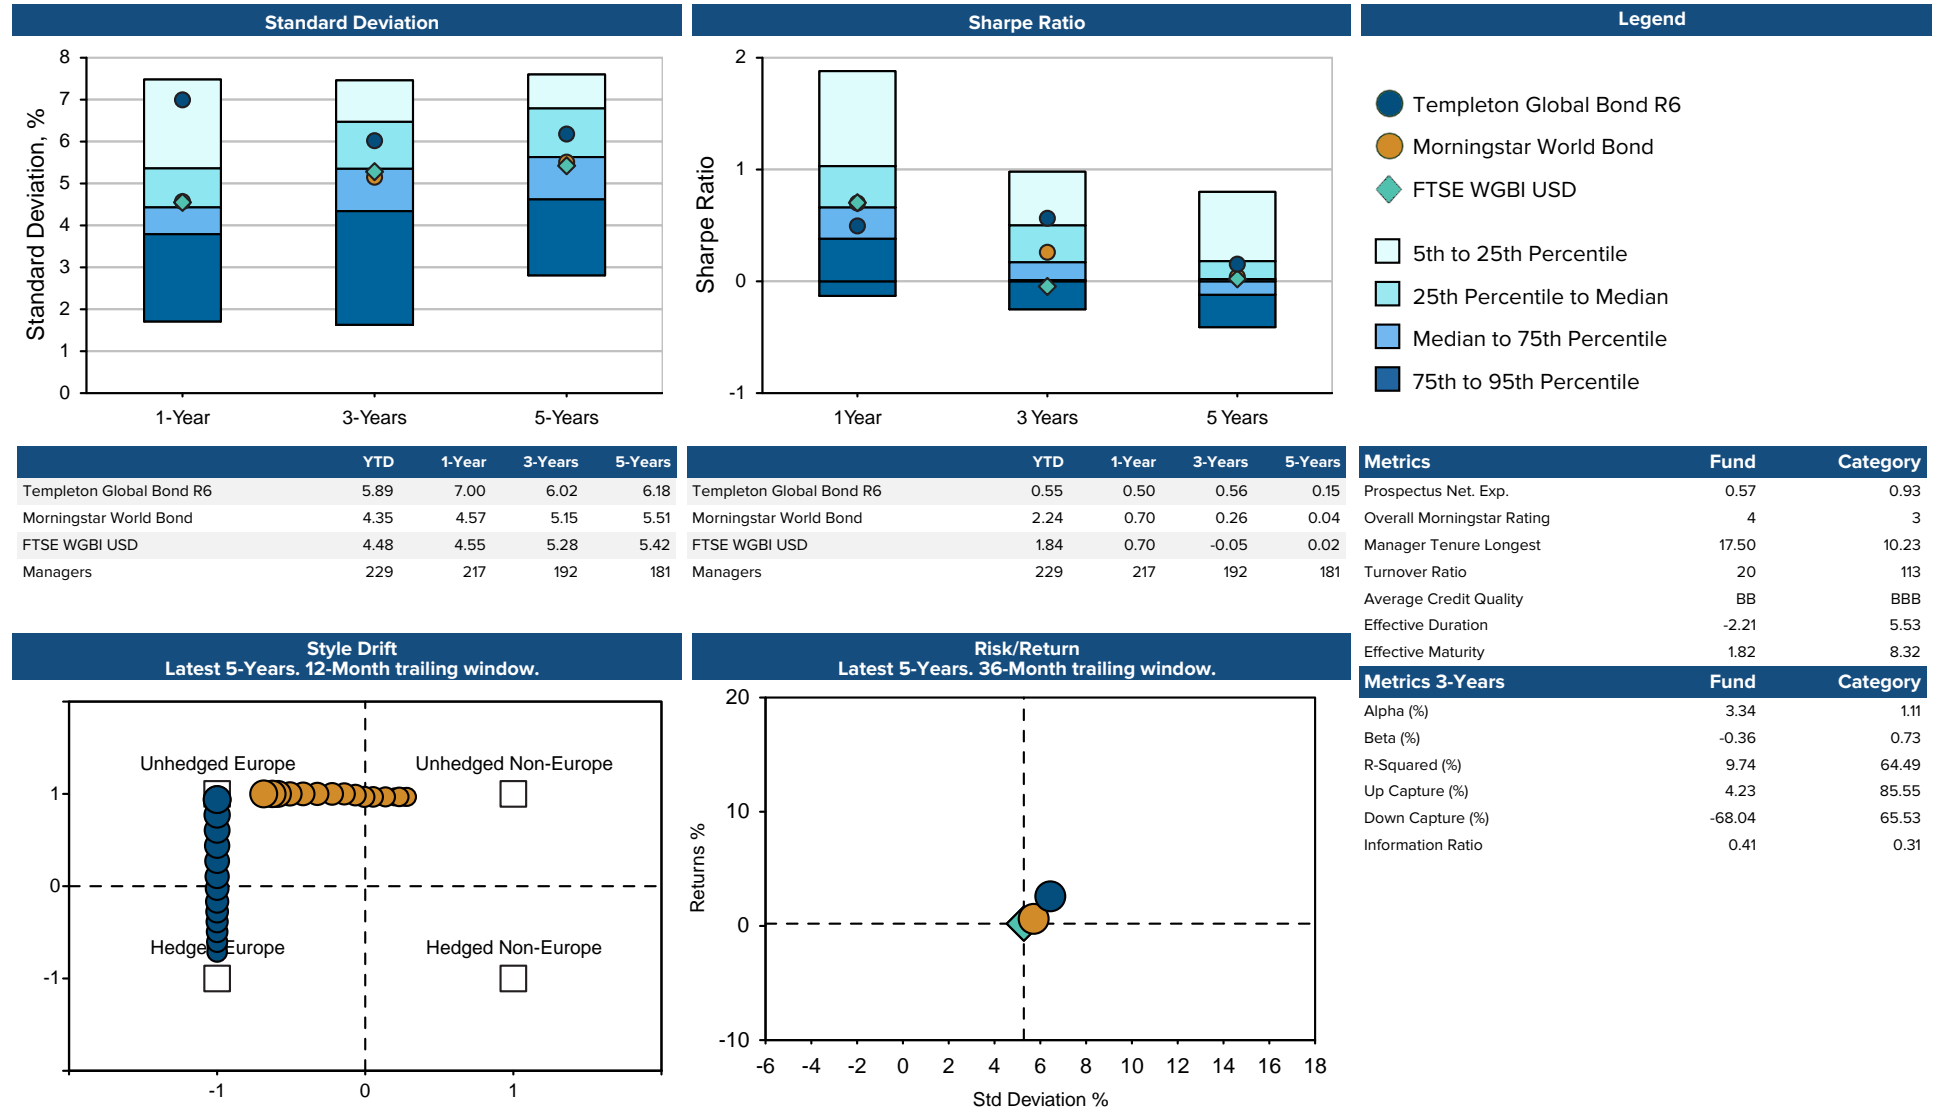 Standard Deviation
Standard Deviation, %
8
7
6
5
4
3
2
1
0
1-Year 3-Years 5-Years
Sharpe Ratio
Sharpe Ratio
2
1
0
-1
1Year 3 Years 5 Years
Legend
Templeton Global Bond R6
Morningstar World Bond
FTSE WGBI USD
5th to 25th Percentile
25th Percentile to Median
Median to 75th Percentile
75th to 95th Percentile
YTD 1-Year 3-Years 5-Years
Templeton Global Bond R6 5.89 7.00 6.02 6.18
Morningstar World Bond 4.35 4.57 5.15 5.51
FTSE WGBI USD 4.48 4.55 5.28 5.42
Managers 229 217 192 181
YTD 1-Year 3-Years 5-Years
Templeton Global Bond R6 0.55 0.50 0.56 0.15
Morningstar World Bond 2.24 0.70 0.26 0.04
FTSE WGBI USD 1.84 0.70 -0.05 0.02
Managers 229 217 192 181
Metrics Fund Category
Prospectus Net. Exp. 0.57 0.93
Overall Morningstar Rating 4 3
Manager Tenure Longest 17.50 10.23
Turnover Ratio 20 113
Average Credit Quality BB BBB
Effective Duration -2.21 5.53
Effective Maturity 1.82 8.32
Metrics 3-Years Fund Category
Alpha (%) 3.34 1.11
Beta (%) -0.36 0.73
R-Squared (%) 9.74 64.49
Up Capture (%) 4.23 85.55
Down Capture (%) -68.04 65.53
Information Ratio 0.41 0.31
Style Drift
Latest 5-Years. 12-Month trailing window.
Unhedged Europe Unhedged Non-Europe
1
0
Hedged Europe Hedged Non-Europe
-1
-1 0 1
Risk/Return
Latest 5-Years. 36-Month trailing window.
Returns %
20
10
0
-10
-6 -4 -2 0 2 4 6 8 10 12 14 16 18
Std Deviation %